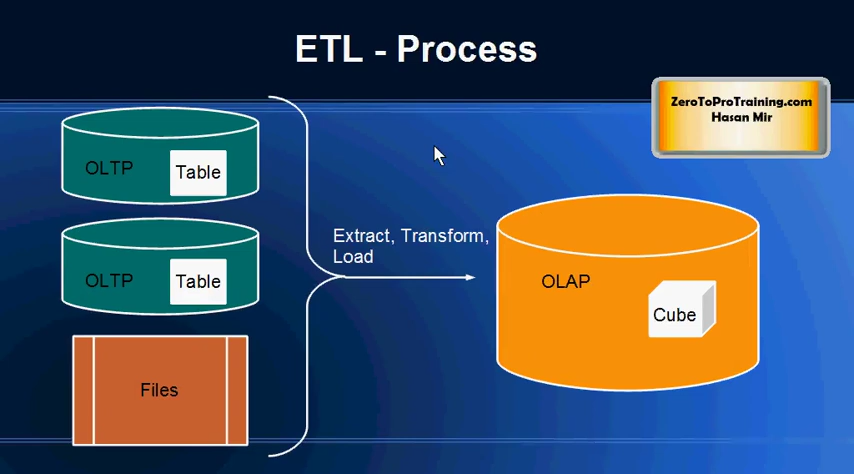 ETL - Process
ZeroToProTraining.com
Hasan Mir
OLTP
Table
OLTP
Table
Files
Extract, Transform,
Load
OLAP
Cube